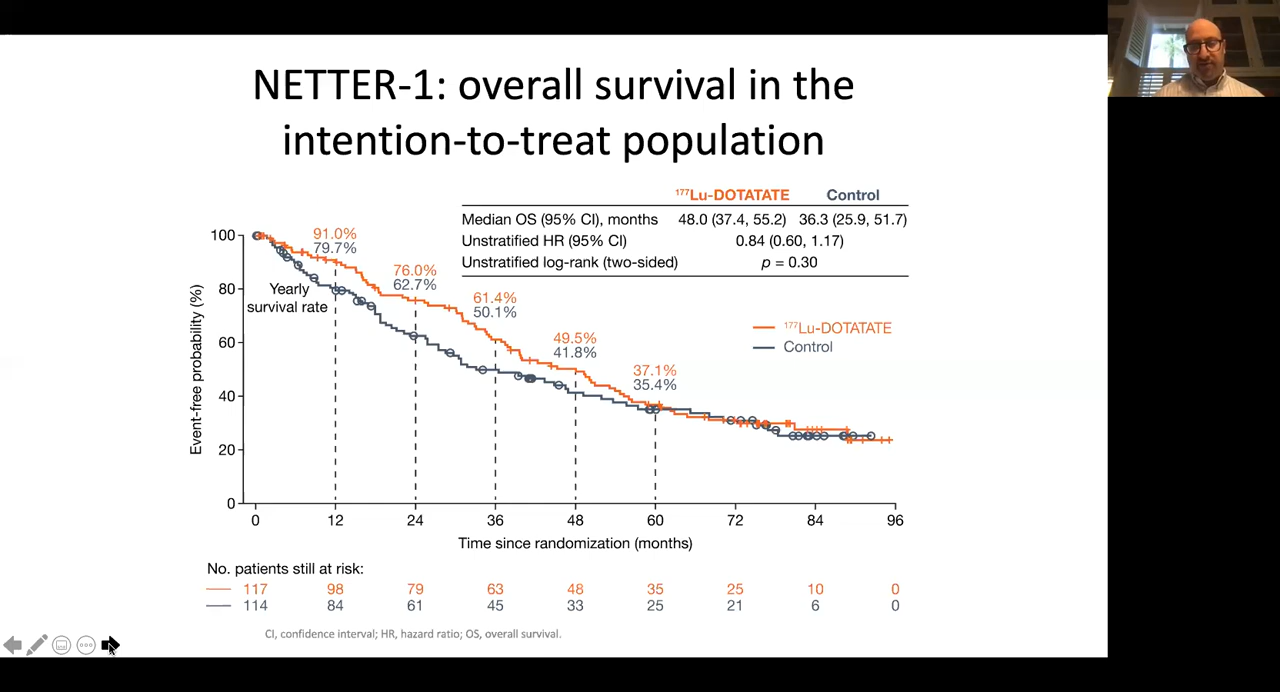 NETTER-1: overall survival in the
intention-to-treat population
177Lu-DOTATATE Control
Median OS (95% CI), months 48.0 (37.4, 55.2) 36.3 (25.9, 51.7)
Unstratified HR (95% CI) 0.84 (0.60, 1.17)
Unstratified log-rank (two-sided) p = 0.30
Event-free probability (%)
100
80
60
40
20
0
Yearly
survival rate
91.0%
79.7%
76.0%
62.7%
61.4%
50.1%
49.5%
41.8%
37.1%
35.4%
177Lu-DOTATATE
Control
0 12 24 36 48 60 72 84 96
Time since randomization (months)
No. patients still at risk:
117 98 79 63 48 35 25 10 0
114 84 61 45 33 25 21 6 0
CI, confidence interval; HR, hazard ratio; OS, overall survival.